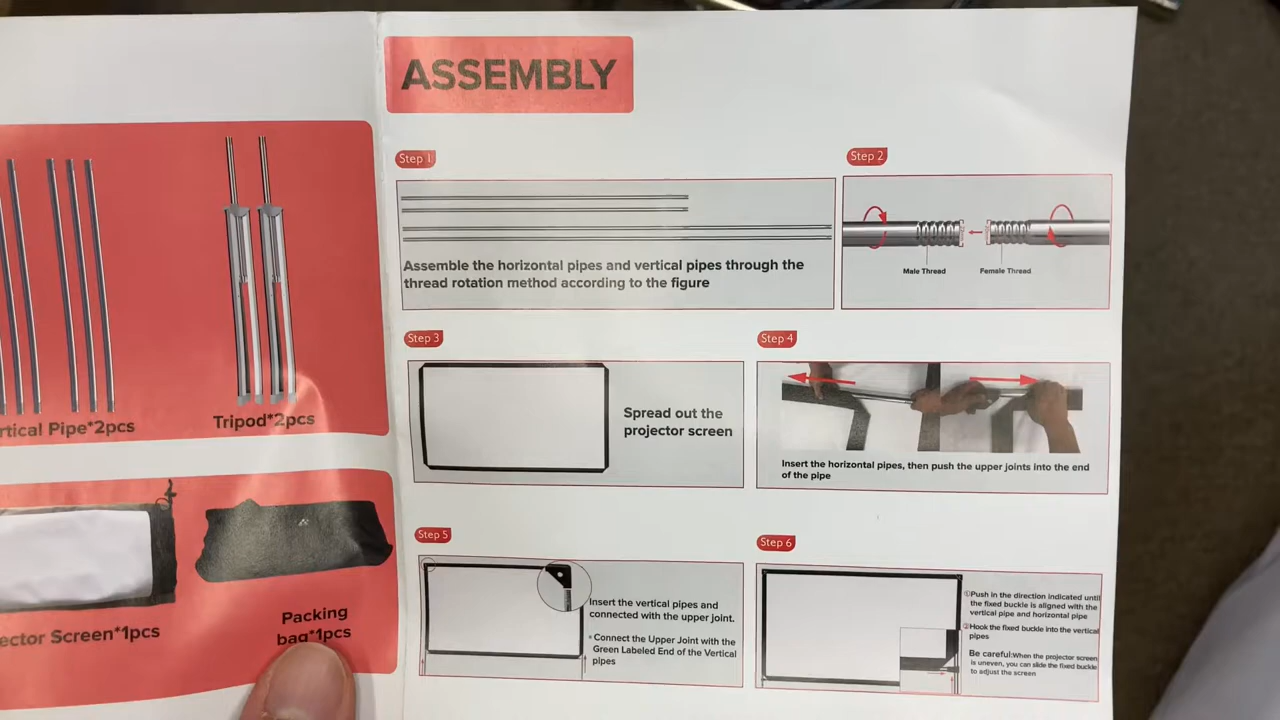 rtical Pipe*2pcs
Tripod*2pcs
ector Screen*1pcs
Packing
bag*1pcs
ASSEMBLY
Step 1
Assemble the horizontal pipes and vertical pipes through the
thread rotation method according to the figure
Step 2
Male Thread
Female Thread
Step 3
Spread out the
projector screen
Step 4
Insert the horizontal pipes, then push the upper joints into the end
of the pipe
Step 5
Insert the vertical pipes and
connected with the upper joint.
* Connect the Upper Joint with the
Green Labeled End of the Vertical
pipes
Step 6
①Push in the direction indicated until
the fixed buckle is aligned with the
vertical pipe and horizontal pipe
②Hook the fixed buckle into the vertical
pipes
Be careful:When the projector screen
is uneven, you can slide the fixed buckle
to adjust the screen